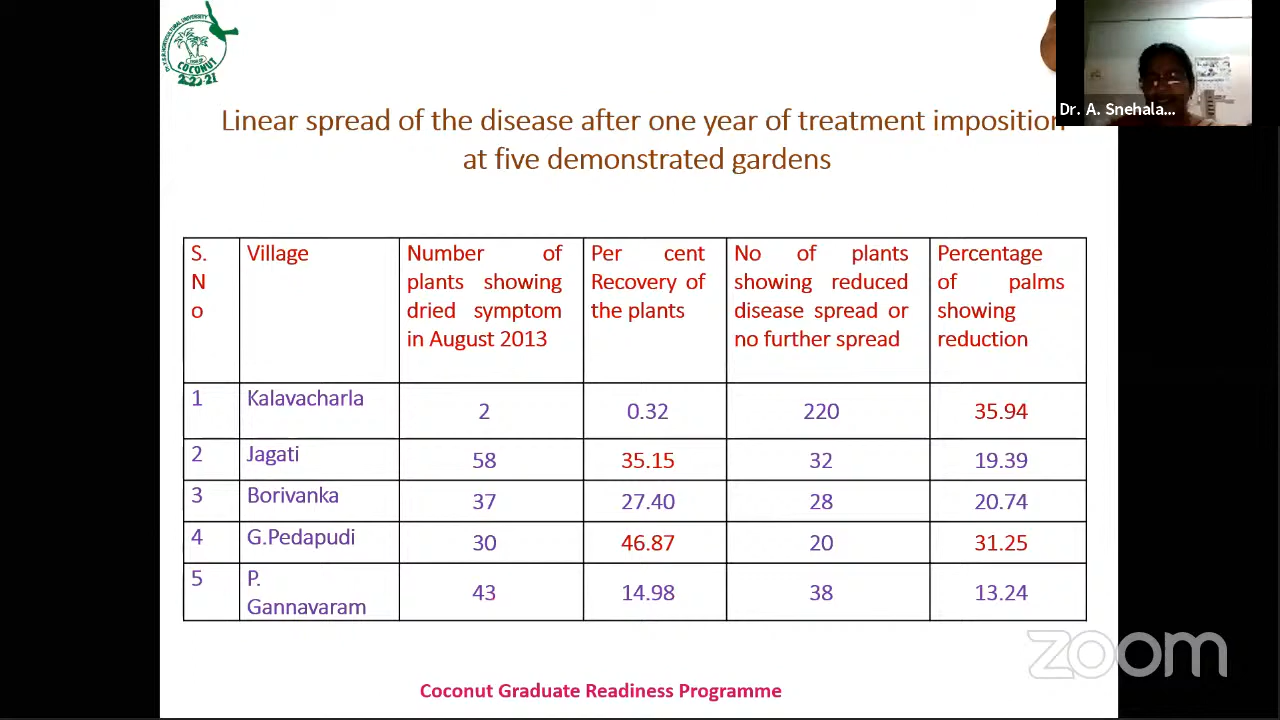 Dr. Y.S.R HORTICULTURAL UNIVERSITY
COCONUT
Dr. A. Snehala...
Linear spread of the disease after one year of treatment imposition
at five demonstrated gardens
S. Village Number of Per cent No of plants Percentage
N plants showing Recovery of showing reduced of palms
o dried symptom the plants disease spread or showing
in August 2013 no further spread reduction
1 Kalavacharla 2 0.32 220 35.94
2 Jagati 58 35.15 32 19.39
3 Borivanka 37 27.40 28 20.74
4 G.Pedapudi 30 46.87 20 31.25
5 P. 43 14.98 38 13.24
Gannavaram
zoom
Coconut Graduate Readiness Programme